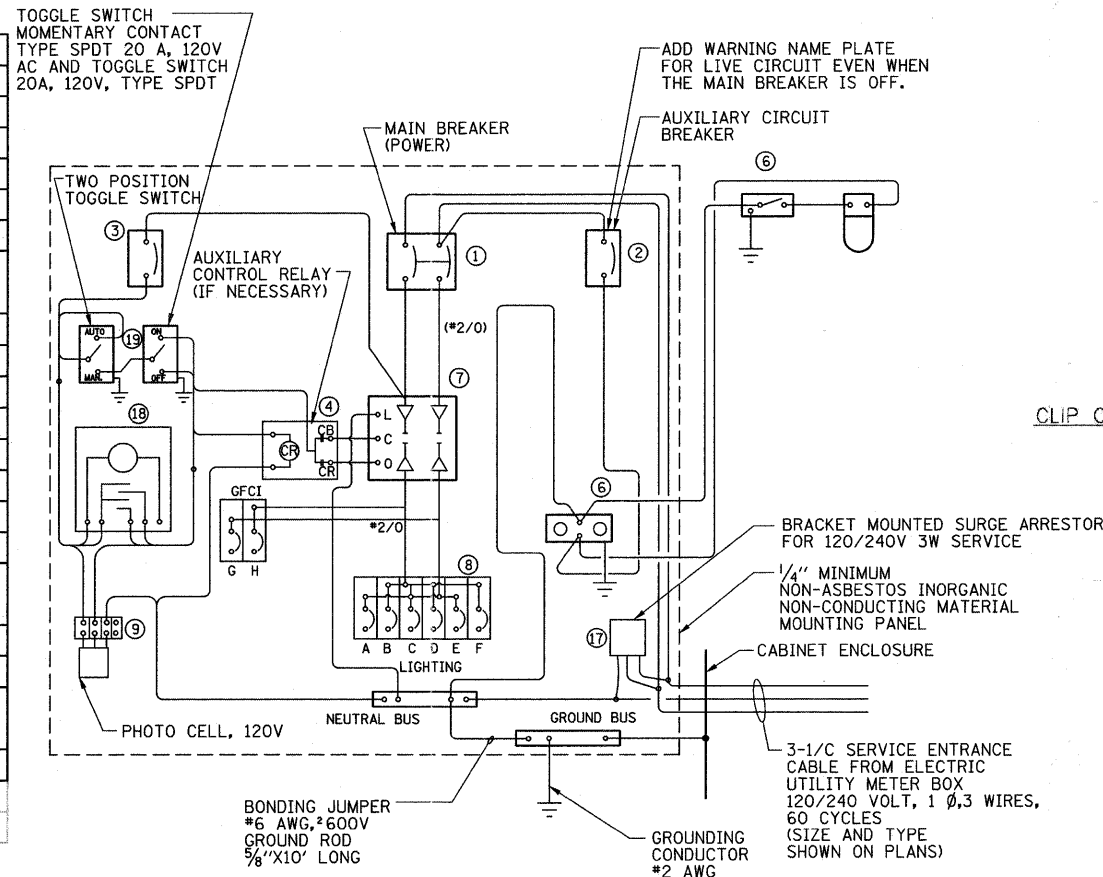 TOGGLE SWITCH
MOMENTARY CONTACT
TYPE SPDT 20 A, 120V
AC AND TOGGLE SWITCH
20A, 120V, TYPE SPDT
ADD WARNING NAME PLATE
FOR LIVE CIRCUIT EVEN WHEN
THE MAIN BREAKER IS OFF.
MAIN BREAKER
(POWER)
AUXILIARY CIRCUIT
BREAKER
6
TWO POSITION
TOGGLE SWITCH
3
1
2
AUXILIARY
CONTROL RELAY
(IF NECESSARY)
(#2/0)
AUTO
MAN.
19
ON
OFF
7
18
4
L
C
O
CB
CR
CR
CLIP C
GFCI
#2/0
G H
6
BRACKET MOUNTED SURGE ARRESTOR
FOR 120/240V 3W SERVICE
8
1/4" MINIMUM
NON-ASBESTOS INORGANIC
NON-CONDUCTING MATERIAL
MOUNTING PANEL
9
A B C D E F
LIGHTING
17
CABINET ENCLOSURE
NEUTRAL BUS
GROUND BUS
PHOTO CELL, 120V
3-1/C SERVICE ENTRANCE
CABLE FROM ELECTRIC
UTILITY METER BOX
120/240 VOLT, 1 Ø,3 WIRES,
60 CYCLES
(SIZE AND TYPE
SHOWN ON PLANS)
BONDING JUMPER
#6 AWG,²600V
GROUND ROD
5/8"X10' LONG
GROUNDING
CONDUCTOR
#2 AWG